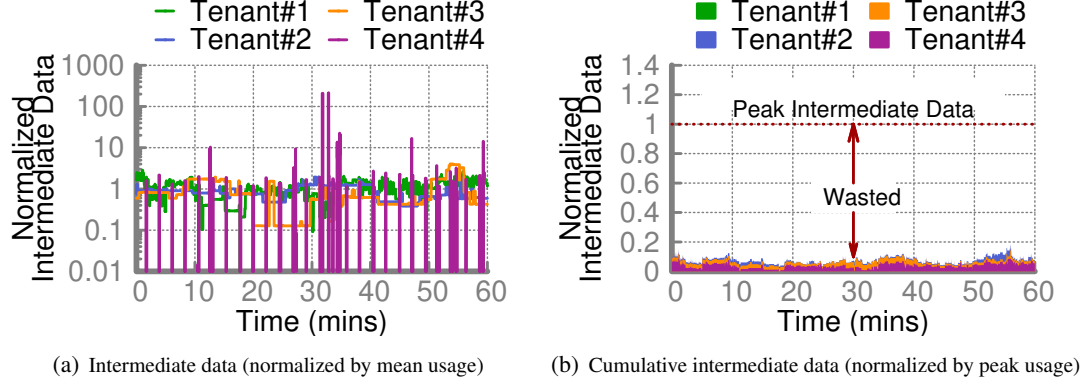 Tenant#1 Tenant#3
Tenant#2 Tenant#4
Normalized
Intermediate Data
1000
100
10
1
0.1
0.01
0 10 20 30 40 50 60
Time (mins)
(a) Intermediate data (normalized by mean usage)
Tenant#1 Tenant#3
Tenant#2 Tenant#4
Normalized
Intermediate Data
1.4
1.2
1
0.8
0.6
0.4
0.2
0
Peak Intermediate Data
Wasted
0 10 20 30 40 50 60
Time (mins)
(b) Cumulative intermediate data (normalized by peak usage)